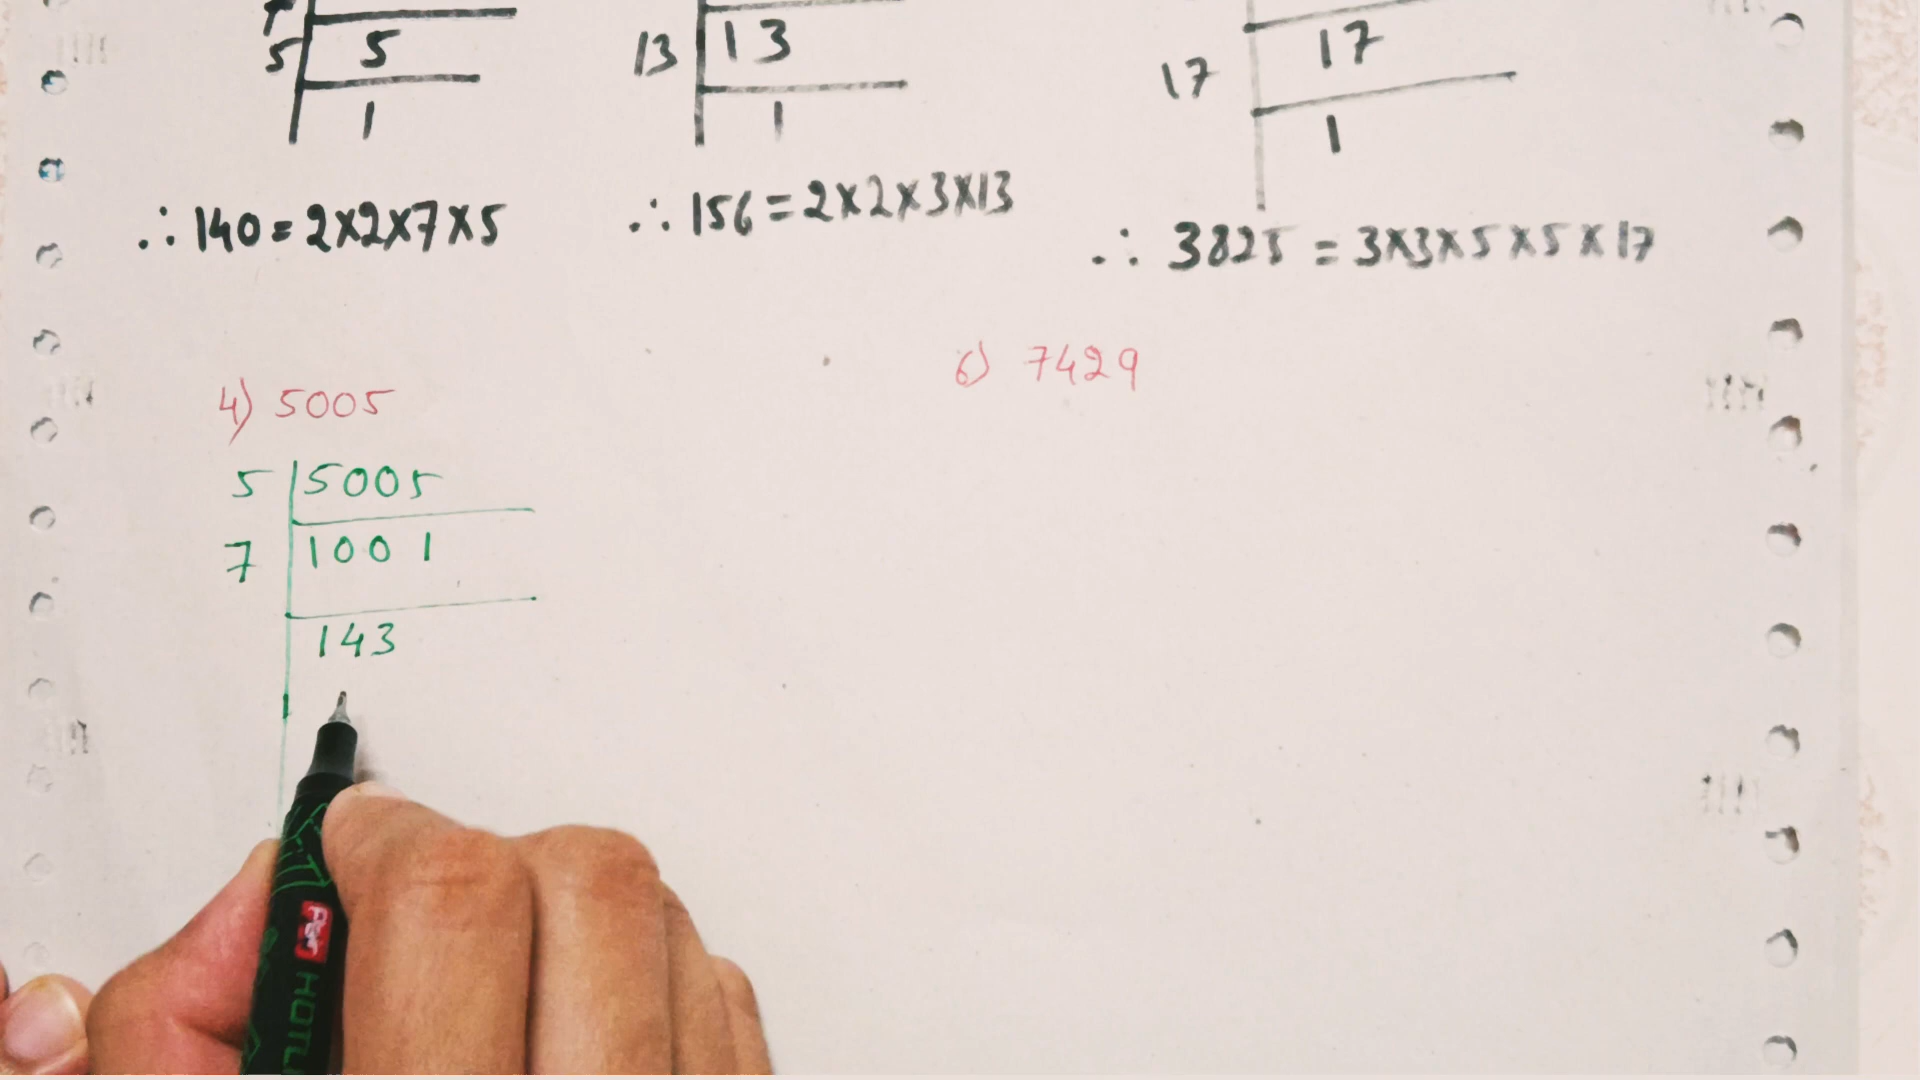 5 | 5
1
13 | 13
1
17 | 17
1
∴ 140 = 2×2×7×5
∴ 156 = 2×2×3×13
∴ 3825 = 3×3×5×5×17
4) 5005
5 | 5005
7 | 1001
143
6) 7429